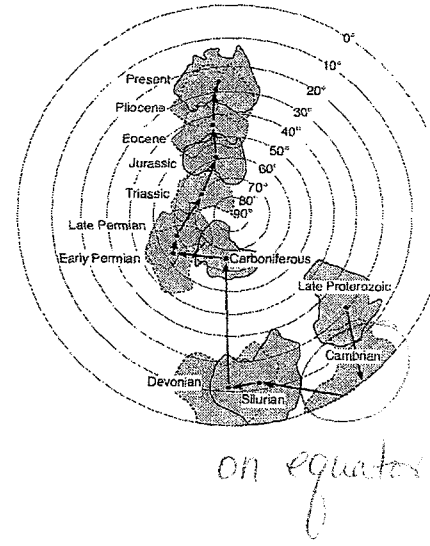 0°
10°
Present
20°
Pliocene
30°
40°
Eocene
50°
Jurassic
60°
70°
Triassic
80°
90°
Late Permian
Early Permian
Carboniferous
Late Proterozoic
Cambrian
Devonian
Silurian
on equator